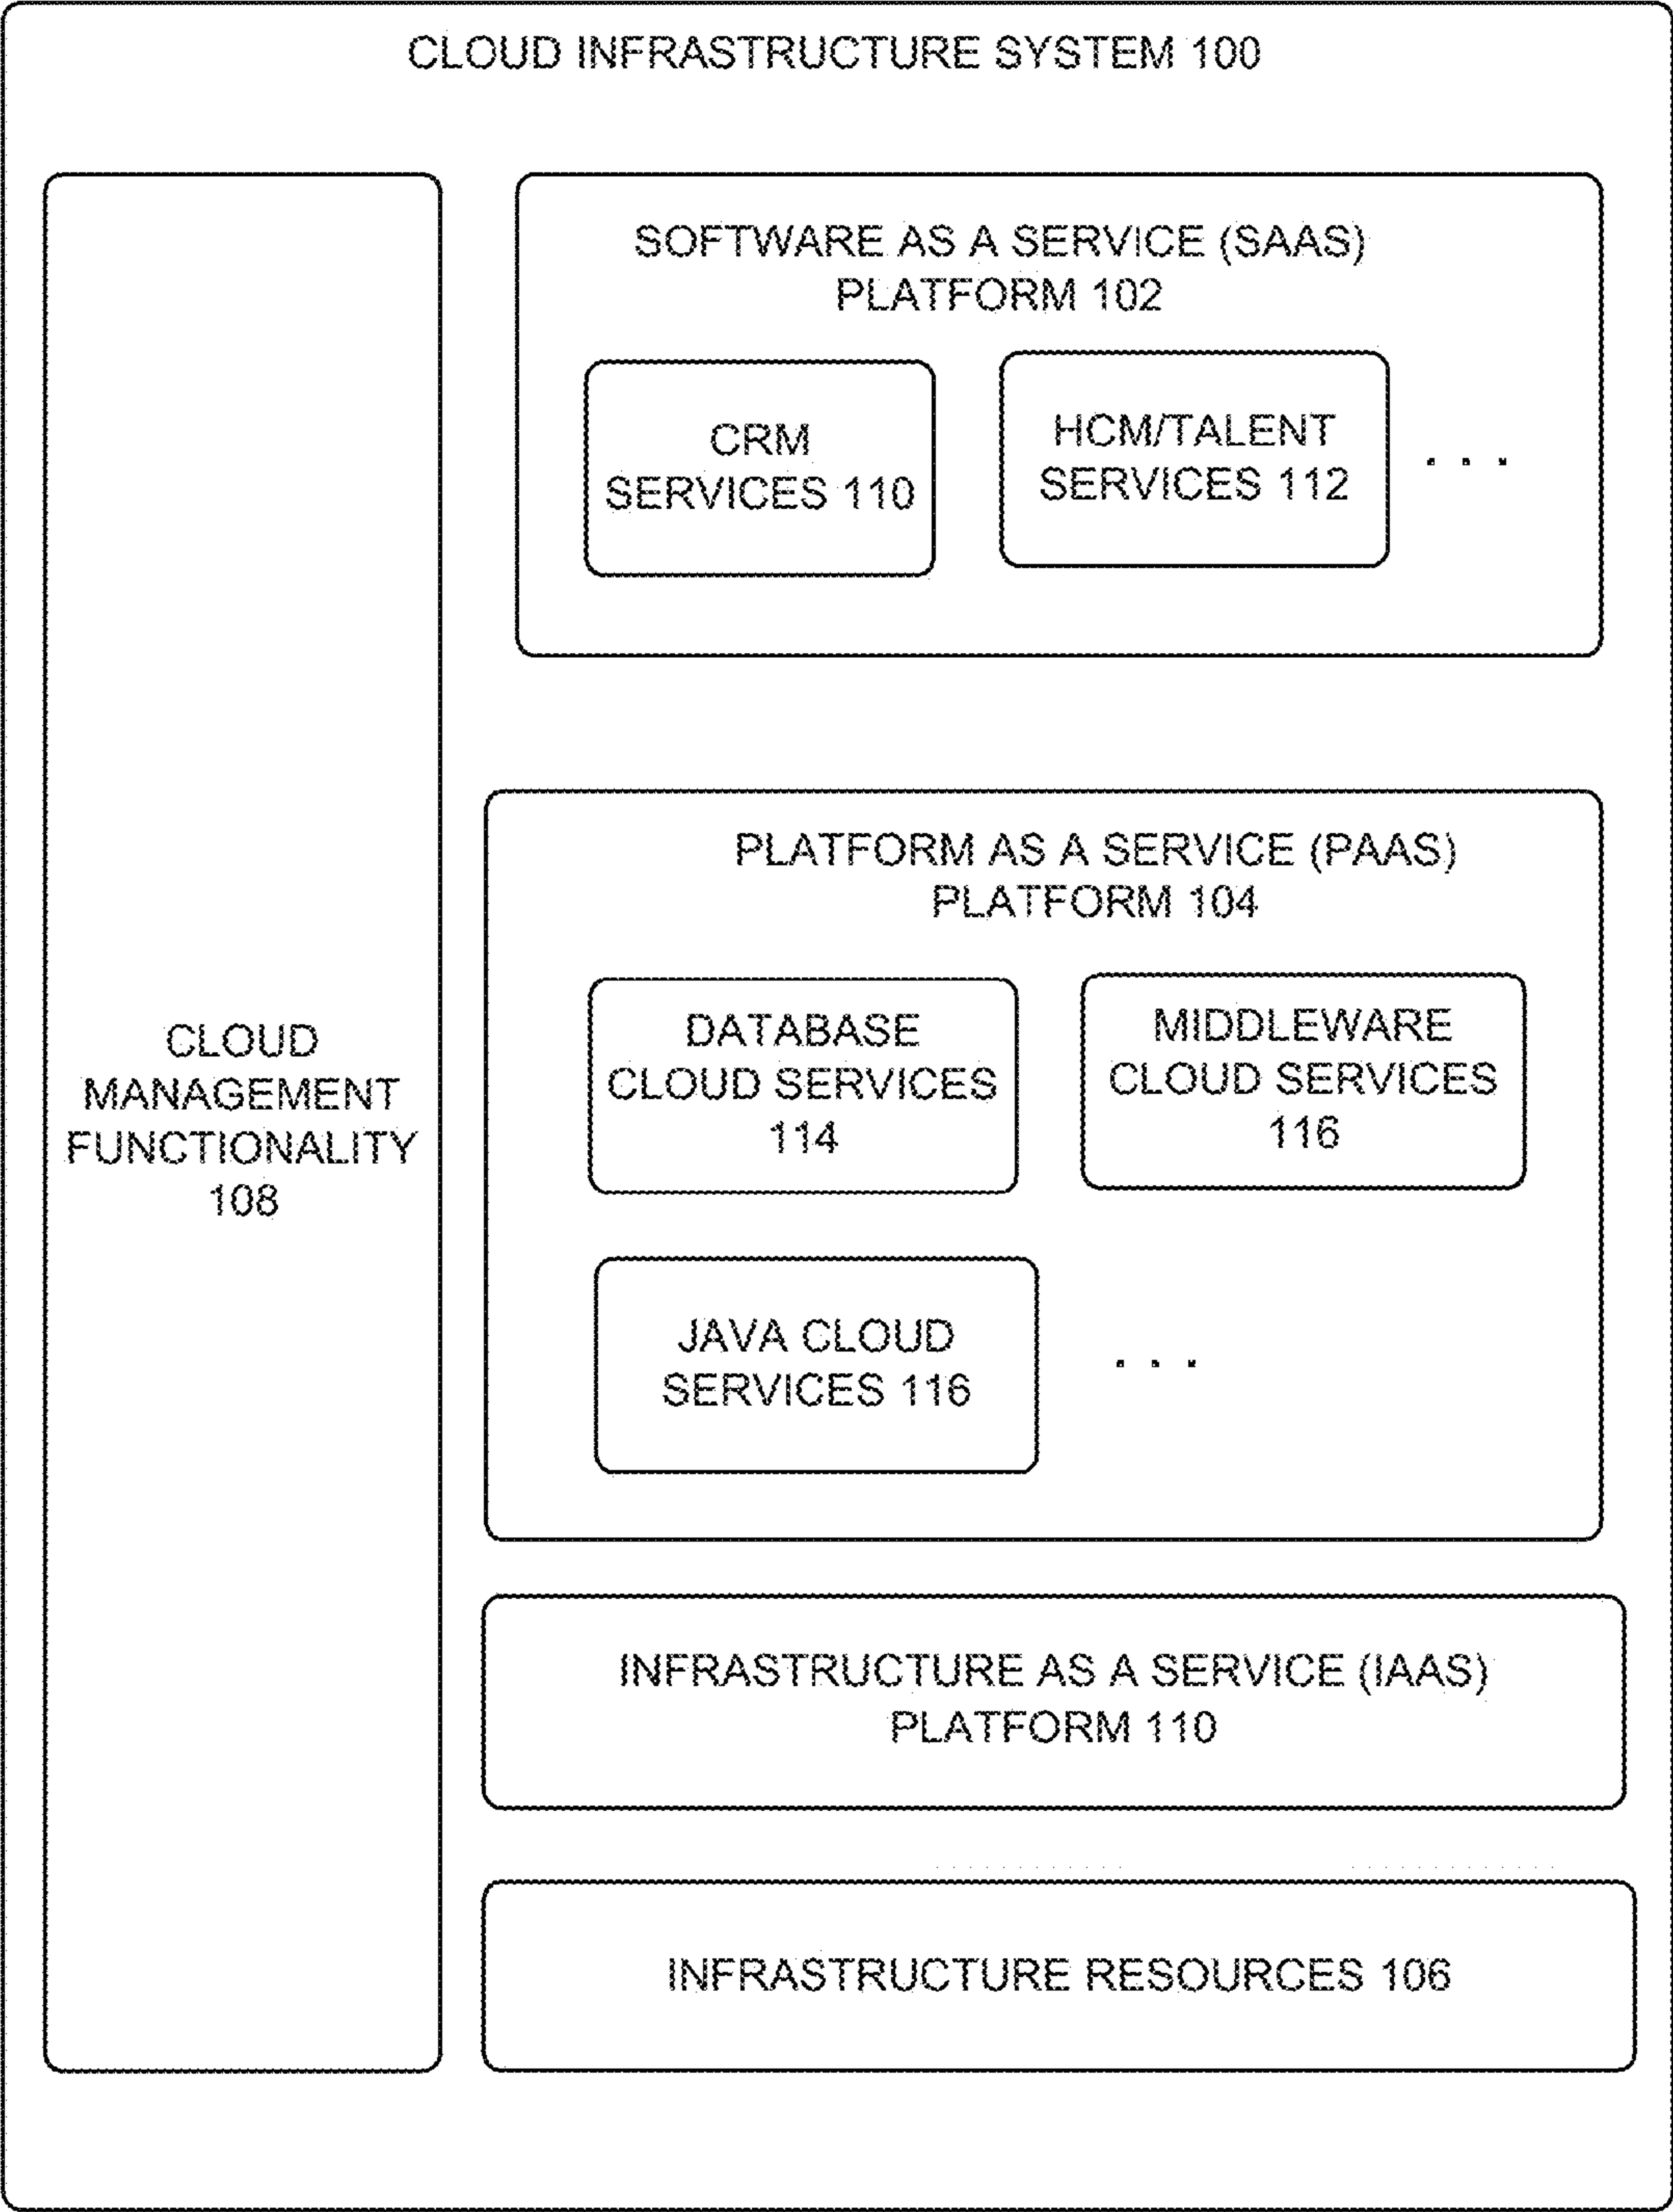 CLOUD INFRASTRUCTURE SYSTEM 100
SOFTWARE AS A SERVICE (SAAS)
PLATFORM 102
CRM
SERVICES 110
HCM/TALENT
SERVICES 112
. . .
PLATFORM AS A SERVICE (PAAS)
PLATFORM 104
DATABASE
CLOUD SERVICES
114
MIDDLEWARE
CLOUD SERVICES
116
JAVA CLOUD
SERVICES 116
. . .
CLOUD
MANAGEMENT
FUNCTIONALITY
108
INFRASTRUCTURE AS A SERVICE (IAAS)
PLATFORM 110
INFRASTRUCTURE RESOURCES 106